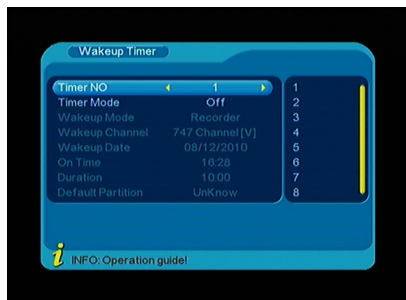 Wakeup Timer
Timer NO 1
Timer Mode Off
Wakeup Mode Recorder
Wakeup Channel 747 Channel [V]
Wakeup Date 08/12/2010
On Time 16:28
Duration 10:00
Default Partition UnKnow
1
2
3
4
5
6
7
8
i INFO: Operation guide!